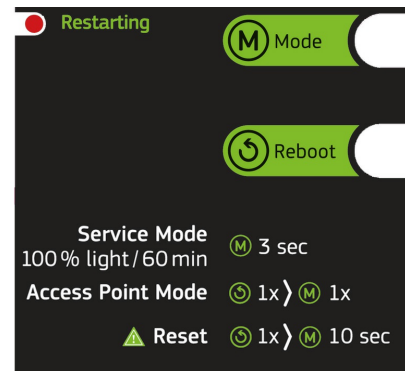 Restarting
M Mode
Reboot
Service Mode M 3 sec
100 % light / 60 min
Access Point Mode 1x ⟩ M 1x
Reset 1x ⟩ M 10 sec